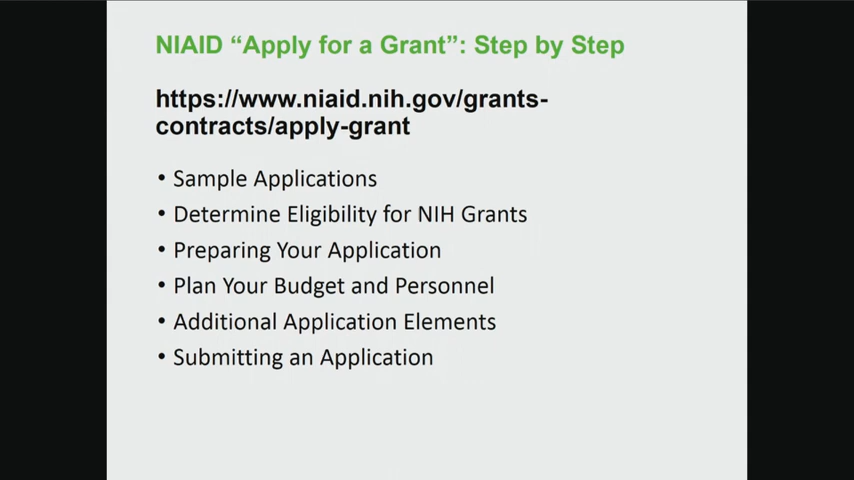 NIAID “Apply for a Grant”: Step by Step
https://www.niaid.nih.gov/grants-
contracts/apply-grant
• Sample Applications
• Determine Eligibility for NIH Grants
• Preparing Your Application
• Plan Your Budget and Personnel
• Additional Application Elements
• Submitting an Application